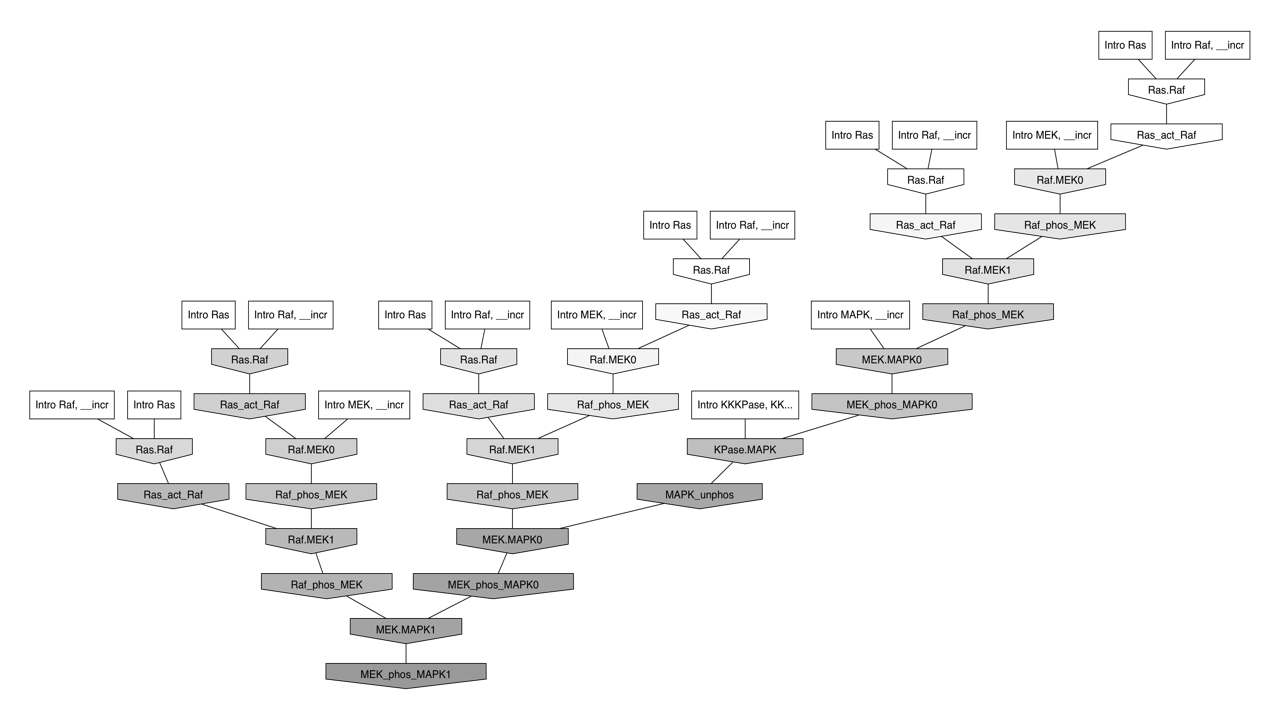 Intro Ras
Intro Raf, __incr
Ras.Raf
Intro Ras
Intro Raf, __incr
Intro MEK, __incr
Ras_act_Raf
Ras.Raf
Raf.MEK0
Intro Ras
Intro Raf, __incr
Ras_act_Raf
Raf_phos_MEK
Ras.Raf
Raf.MEK1
Intro Ras
Intro Raf, __incr
Intro Ras
Intro Raf, __incr
Intro MEK, __incr
Ras_act_Raf
Intro MAPK, __incr
Raf_phos_MEK
Ras.Raf
Ras.Raf
Raf.MEK0
MEK.MAPK0
Intro Raf, __incr
Intro Ras
Ras_act_Raf
Intro MEK, __incr
Ras_act_Raf
Raf_phos_MEK
Intro KKKPase, KK...
MEK_phos_MAPK0
Ras.Raf
Raf.MEK0
Raf.MEK1
KPase.MAPK
Ras_act_Raf
Raf_phos_MEK
Raf_phos_MEK
MAPK_unphos
Raf.MEK1
MEK.MAPK0
Raf_phos_MEK
MEK_phos_MAPK0
MEK.MAPK1
MEK_phos_MAPK1